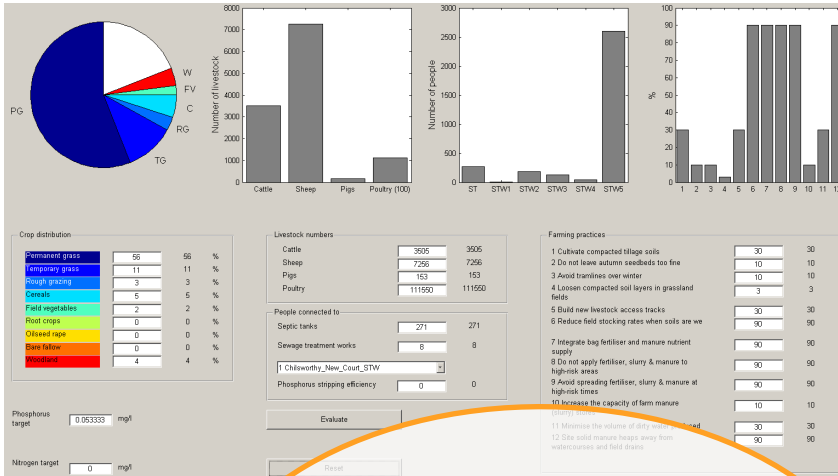 W
FV
C
RG
TG
PG
8000
7000
6000
5000
4000
3000
2000
1000
0
Number of livestock
Cattle Sheep Pigs Poultry (100)
3000
2500
2000
1500
1000
500
0
Number of people
ST STW1 STW2 STW3 STW4 STW5
100
90
80
70
60
50
40
30
20
10
0
%
1 2 3 4 5 6 7 8 9 10 11 12
Crop distribution
Permanent grass 56 56 %
Temporary grass 11 11 %
Rough grazing 3 3 %
Cereals 5 5 %
Field vegetables 2 2 %
Root crops 0 0 %
Oilseed rape 0 0 %
Bare fallow 0 0 %
Woodland 4 4 %
Phosphorus
target 0.053333 mg/l
Nitrogen target 0 mg/l
Livestock numbers
Cattle 3505 3505
Sheep 7256 7256
Pigs 153 153
Poultry 111550 111550
People connected to
Septic tanks 271 271
Sewage treatment works 8 8
1 Chilsworthy_New_Court_STW
Phosphorus stripping efficiency 0 0
Evaluate
Reset
Farming practices
1 Cultivate compacted tillage soils 30 30
2 Do not leave autumn seedbeds too fine 10 10
3 Avoid tramlines over winter 10 10
4 Loosen compacted soil layers in grassland
fields 3 3
5 Build new livestock access tracks 30 30
6 Reduce field stocking rates when soils are we 90 90
7 Integrate bag fertiliser and manure nutrient
supply 90 90
8 Do not apply fertiliser, slurry & manure to
high-risk areas 90 90
9 Avoid spreading fertiliser, slurry & manure at
high-risk times 90 90
10 Increase the capacity of farm manure
(slurry) stores 10 10
11 Minimise the volume of dirty water produced 30 30
12 Site solid manure heaps away from
watercourses and field drains 90 90